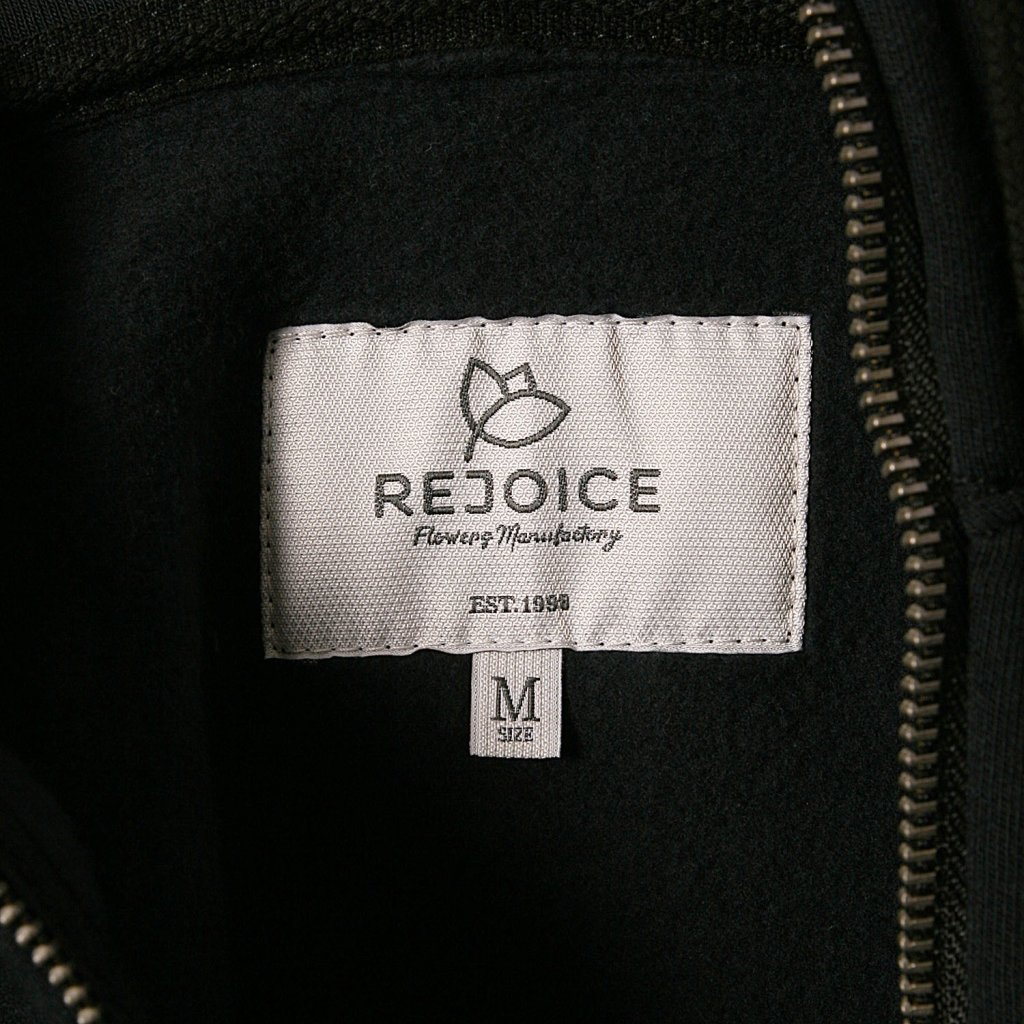 REJOICE
Flowers Manufactory
EST. 1998
M
SIZE